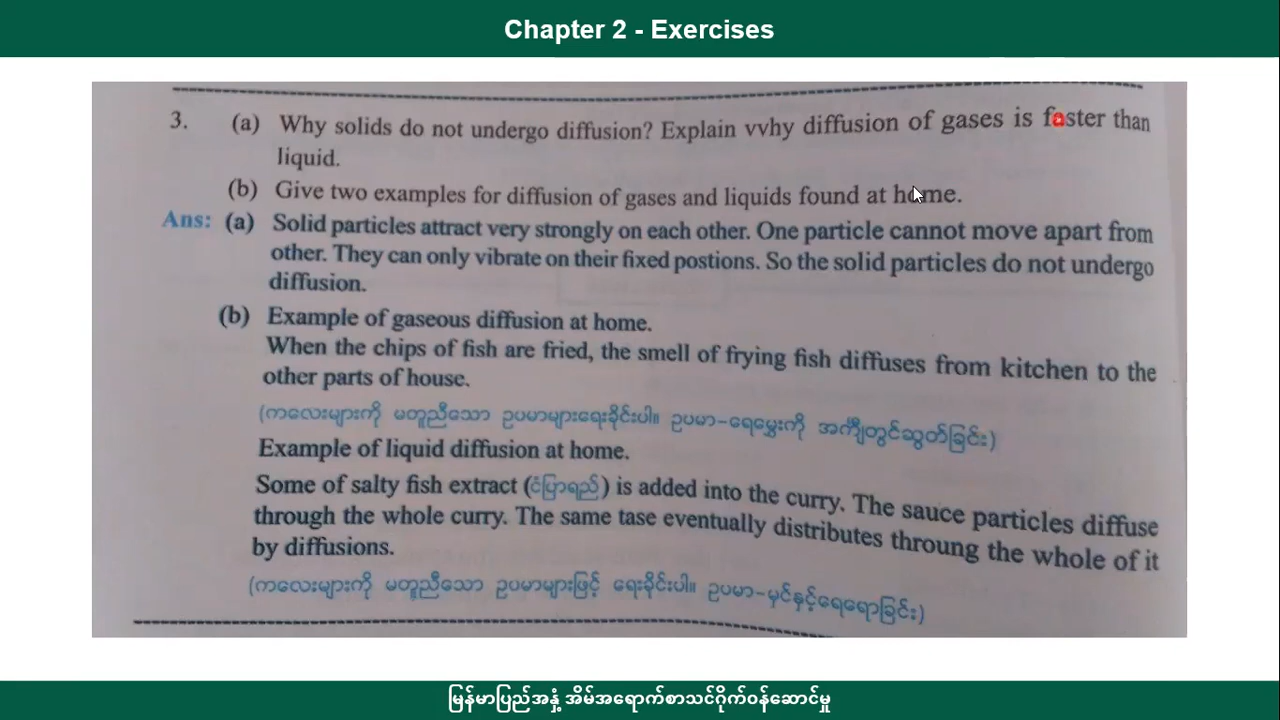 Chapter 2 - Exercises
3. (a) Why solids do not undergo diffusion? Explain vvhy diffusion of gases is faster than
liquid.
(b) Give two examples for diffusion of gases and liquids found at home.
Ans: (a) Solid particles attract very strongly on each other. One particle cannot move apart from
other. They can only vibrate on their fixed postions. So the solid particles do not undergo
diffusion.
(b) Example of gaseous diffusion at home.
When the chips of fish are fried, the smell of frying fish diffuses from kitchen to the
other parts of house.
(ကလေးများကို မတူညီသော ဥပမာများရေးခိုင်းပါ။ ဥပမာ-ရေမွှေးကို အင်္ကျီတွင်ဆွတ်ခြင်း)
Example of liquid diffusion at home.
Some of salty fish extract (ငံပြာရည်) is added into the curry. The sauce particles diffuse
through the whole curry. The same tase eventually distributes throung the whole of it
by diffusions.
(ကလေးများကို မတူညီသော ဥပမာများဖြင့် ရေးခိုင်းပါ။ ဥပမာ-မှင်နှင့်ရေရောခြင်း)
မြန်မာပြည်အနှံ့ အိမ်အရောက်စာသင်ဂိုက်ဝန်ဆောင်မှု